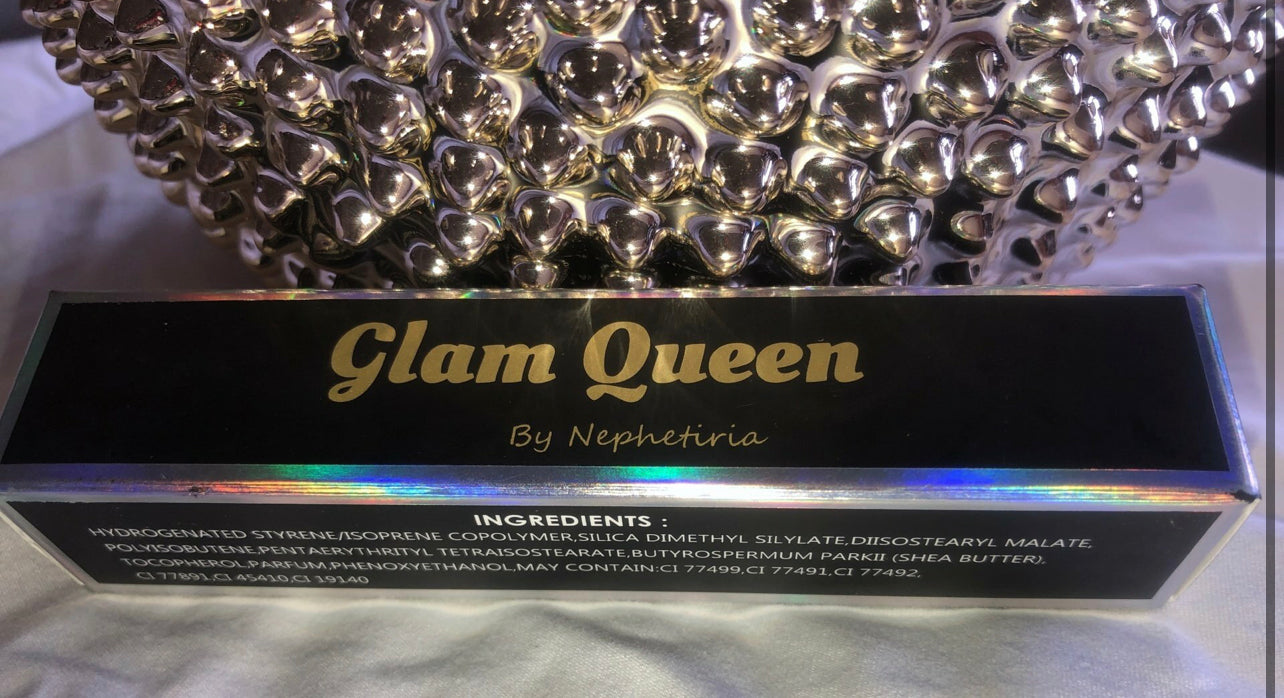 Glam Queen
By Nephetiria
INGREDIENTS :
HYDROGENATED STYRENE/ISOPRENE COPOLYMER,SILICA DIMETHYL SILYLATE,DIISOSTEARYL MALATE,
POLYISOBUTENE,PENTAERYTHRITYL TETRAISOSTEARATE,BUTYROSPERMUM PARKII (SHEA BUTTER),
TOCOPHEROL,PARFUM,PHENOXYETHANOL,MAY CONTAIN:CI 77499,CI 77491,CI 77492,
CI 77891,CI 45410,CI 19140